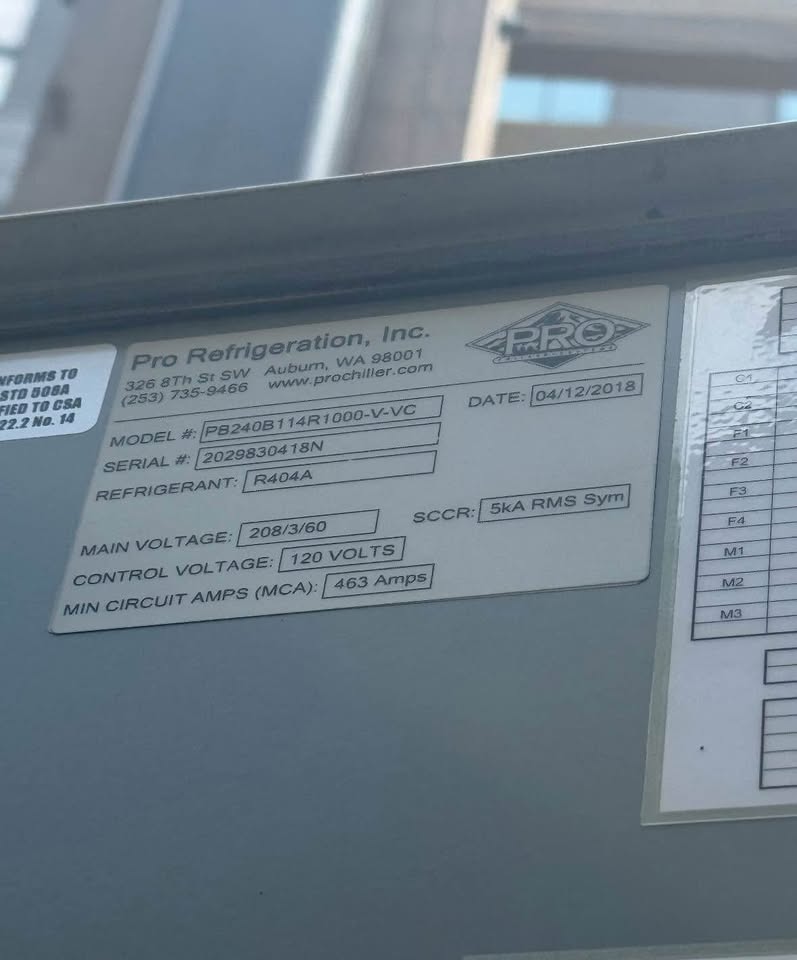 NFORMS TO
STD 508A
FIED TO CSA
22.2 No. 14
Pro Refrigeration, Inc.
326 8Th St SW Auburn, WA 98001
(253) 735-9466 www.prochiller.com
PRO
MODEL #: PB240B114R1000-V-VC
DATE: 04/12/2018
SERIAL #: 2029830418N
REFRIGERANT: R404A
MAIN VOLTAGE: 208/3/60
SCCR: 5kA RMS Sym
CONTROL VOLTAGE: 120 VOLTS
MIN CIRCUIT AMPS (MCA): 463 Amps
C1
C2
F1
F2
F3
F4
M1
M2
M3